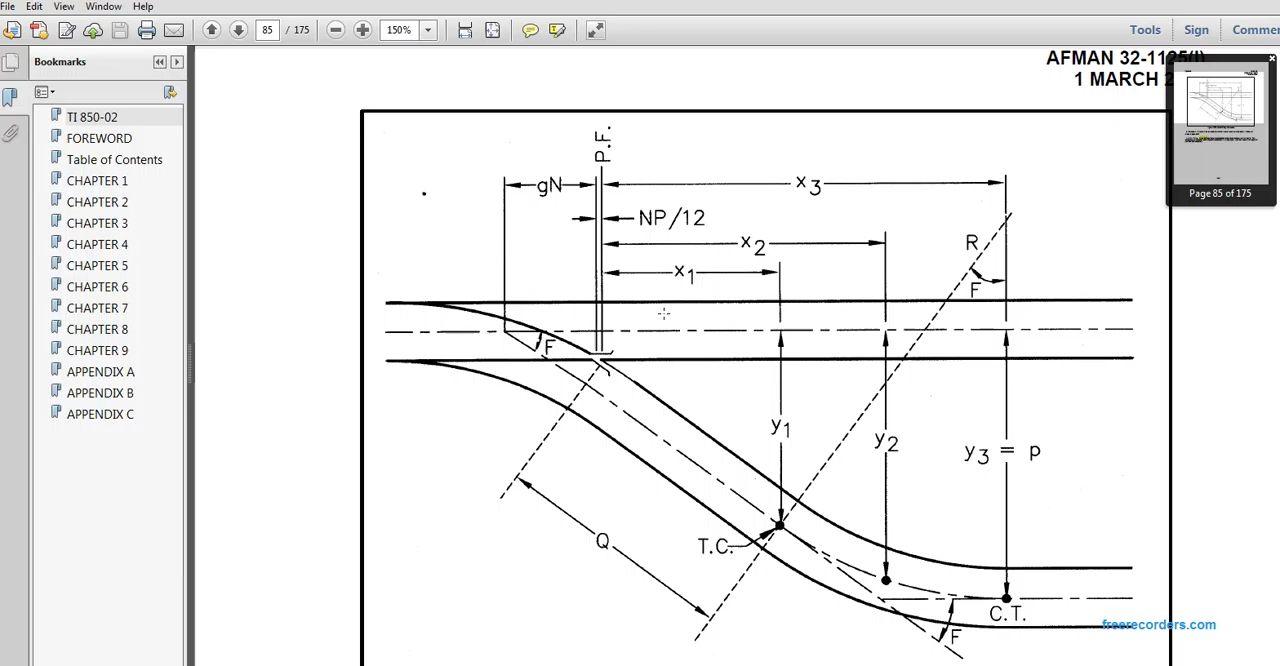 File Edit View Window Help
85 / 175 150% Tools Sign Comme
Bookmarks
TI 850-02
FOREWORD
Table of Contents
CHAPTER 1
CHAPTER 2
CHAPTER 3
CHAPTER 4
CHAPTER 5
CHAPTER 6
CHAPTER 7
CHAPTER 8
CHAPTER 9
APPENDIX A
APPENDIX B
APPENDIX C
AFMAN 32-1125(I)
1 MARCH 2
Page 85 of 175
P.F.
gN
x3
NP/12
x2
R
x1
F
F
y1
y2
y3 = p
T.C.
Q
C.T.
F
freerecorders.com